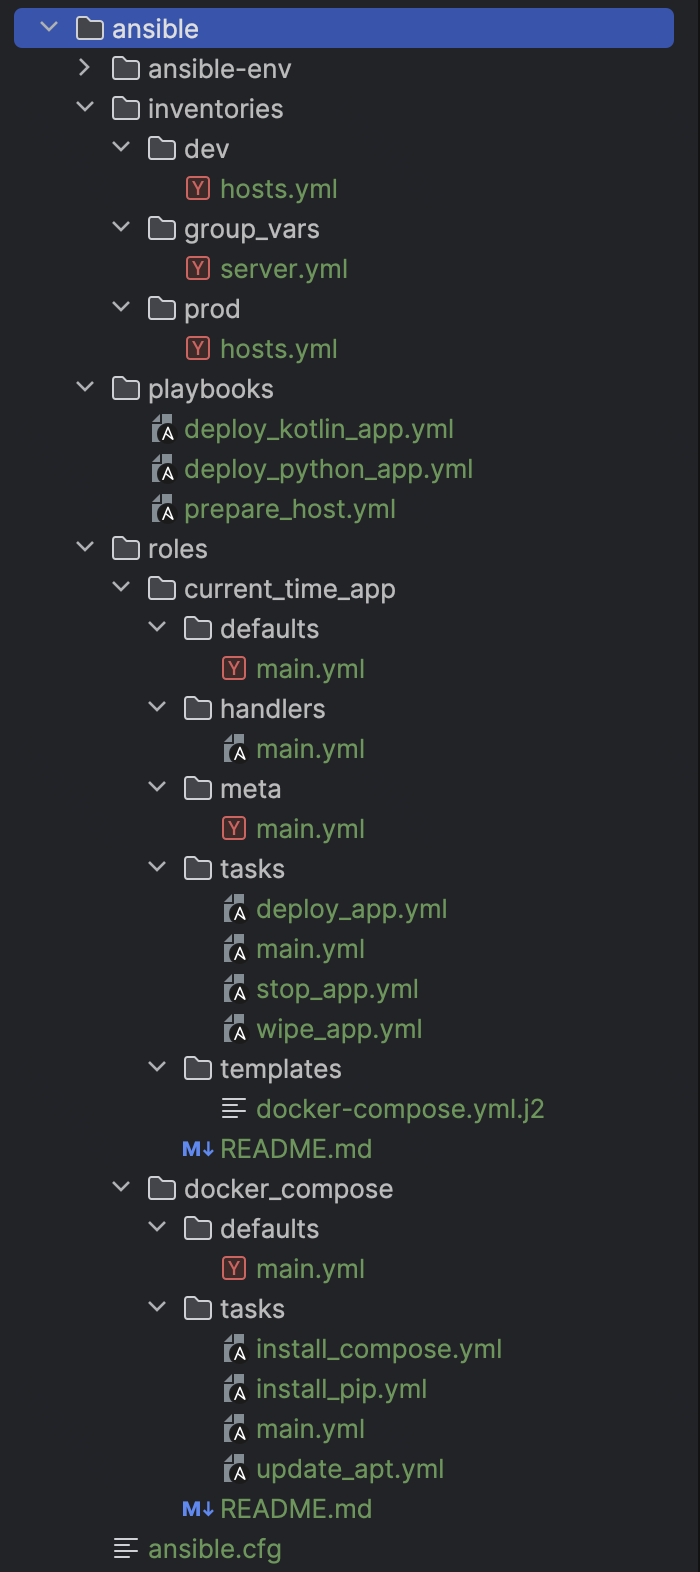 ansible
ansible-env
inventories
dev
Y hosts.yml
group_vars
Y server.yml
prod
Y hosts.yml
playbooks
A deploy_kotlin_app.yml
A deploy_python_app.yml
A prepare_host.yml
roles
current_time_app
defaults
Y main.yml
handlers
A main.yml
meta
Y main.yml
tasks
A deploy_app.yml
A main.yml
A stop_app.yml
A wipe_app.yml
templates
docker-compose.yml.j2
M↓ README.md
docker_compose
defaults
Y main.yml
tasks
A install_compose.yml
A install_pip.yml
A main.yml
A update_apt.yml
M↓ README.md
ansible.cfg